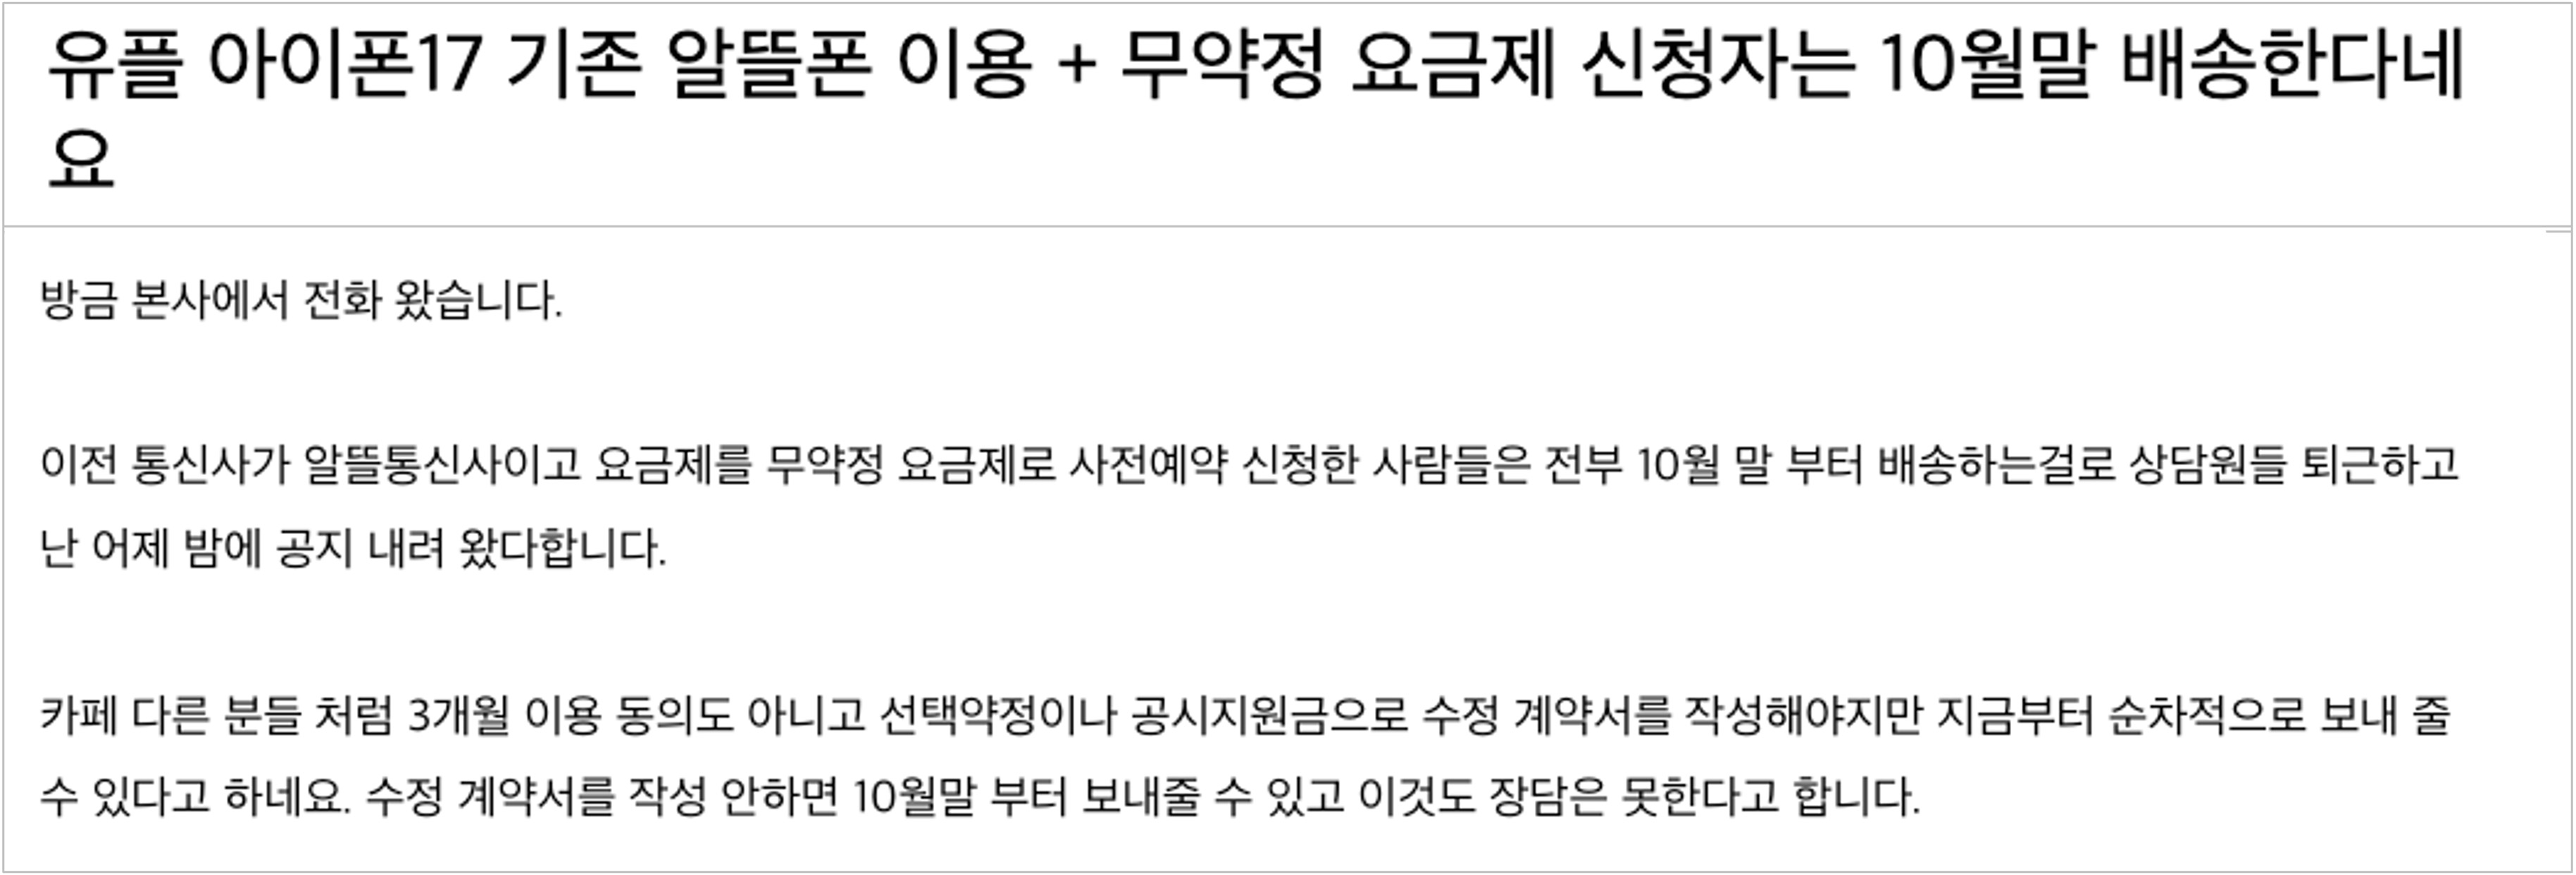 유플 아이폰17 기존 알뜰폰 이용 + 무약정 요금제 신청자는 10월말 배송한다네
요
방금 본사에서 전화 왔습니다.
이전 통신사가 알뜰통신사이고 요금제를 무약정 요금제로 사전예약 신청한 사람들은 전부 10월 말 부터 배송하는걸로 상담원들 퇴근하고
난 어제 밤에 공지 내려 왔다합니다.
카페 다른 분들 처럼 3개월 이용 동의도 아니고 선택약정이나 공시지원금으로 수정 계약서를 작성해야지만 지금부터 순차적으로 보내 줄
수 있다고 하네요. 수정 계약서를 작성 안하면 10월말 부터 보내줄 수 있고 이것도 장담은 못한다고 합니다.